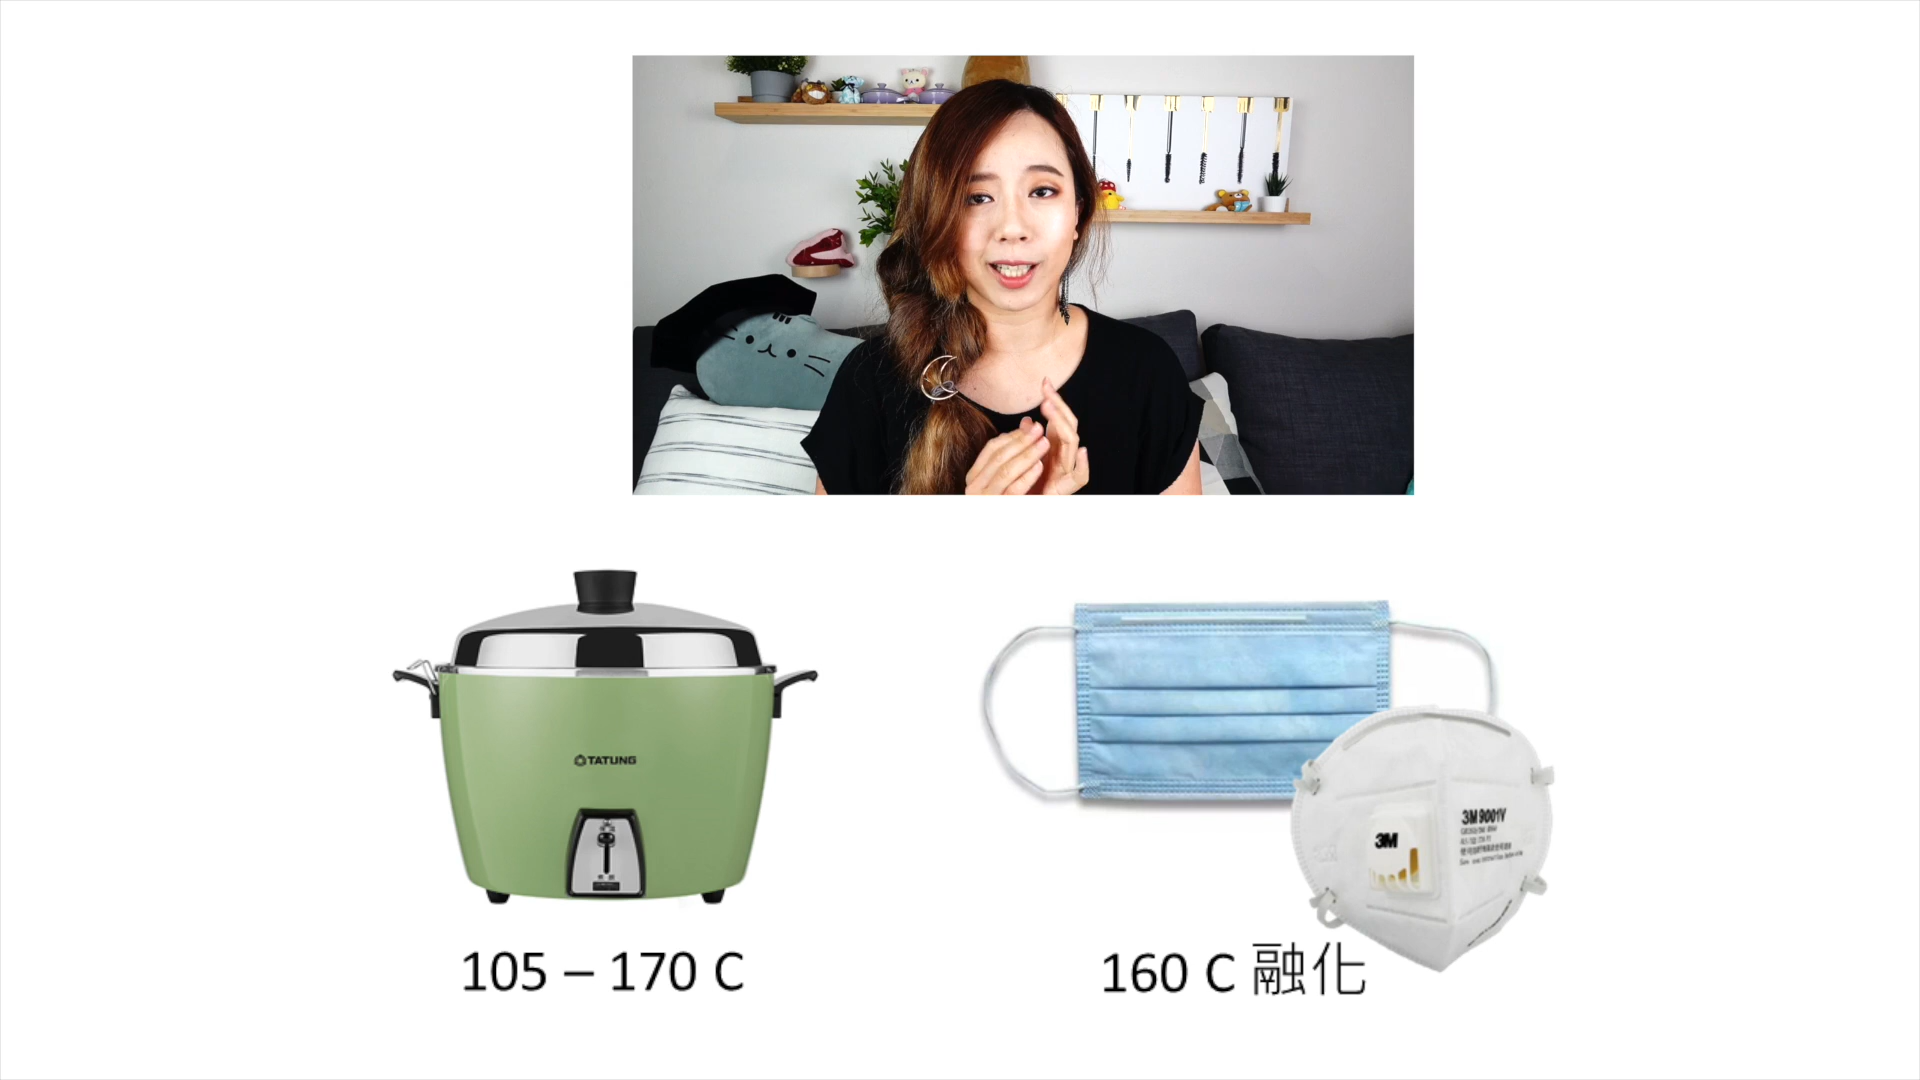 TATUNG
3M 9001V
3M
105 – 170 C
160 C 融化